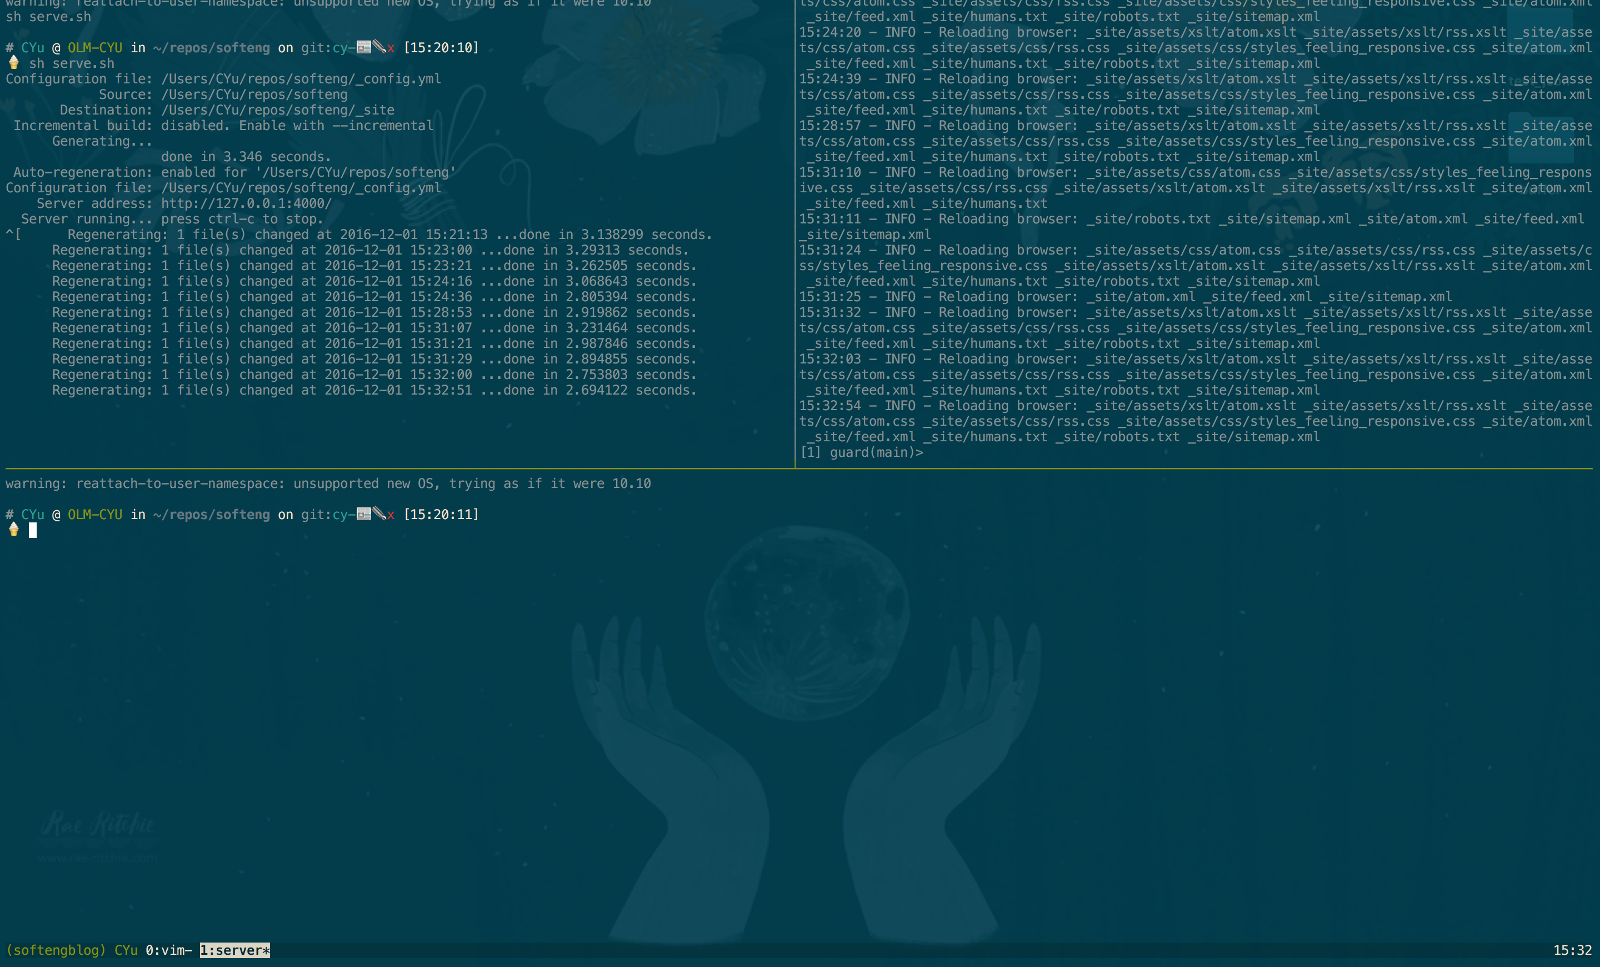 warning: reattach-to-user-namespace: unsupported new OS, trying as if it were 10.10
sh serve.sh
# CYu @ OLM-CYU in ~/repos/softeng on git:cy-x [15:20:10]
sh serve.sh
Configuration file: /Users/CYu/repos/softeng/_config.yml
Source: /Users/CYu/repos/softeng
Destination: /Users/CYu/repos/softeng/_site
Incremental build: disabled. Enable with --incremental
Generating...
done in 3.346 seconds.
Auto-regeneration: enabled for '/Users/CYu/repos/softeng'
Configuration file: /Users/CYu/repos/softeng/_config.yml
Server address: http://127.0.0.1:4000/
Server running... press ctrl-c to stop.
^[      Regenerating: 1 file(s) changed at 2016-12-01 15:21:13 ...done in 3.138299 seconds.
Regenerating: 1 file(s) changed at 2016-12-01 15:23:00 ...done in 3.29313 seconds.
Regenerating: 1 file(s) changed at 2016-12-01 15:23:21 ...done in 3.262505 seconds.
Regenerating: 1 file(s) changed at 2016-12-01 15:24:16 ...done in 3.068643 seconds.
Regenerating: 1 file(s) changed at 2016-12-01 15:24:36 ...done in 2.805394 seconds.
Regenerating: 1 file(s) changed at 2016-12-01 15:28:53 ...done in 2.919862 seconds.
Regenerating: 1 file(s) changed at 2016-12-01 15:31:07 ...done in 3.231464 seconds.
Regenerating: 1 file(s) changed at 2016-12-01 15:31:21 ...done in 2.987846 seconds.
Regenerating: 1 file(s) changed at 2016-12-01 15:31:29 ...done in 2.894855 seconds.
Regenerating: 1 file(s) changed at 2016-12-01 15:32:00 ...done in 2.753803 seconds.
Regenerating: 1 file(s) changed at 2016-12-01 15:32:51 ...done in 2.694122 seconds.
ts/css/atom.css _site/assets/css/rss.css _site/assets/css/styles_feeling_responsive.css _site/atom.xml
_site/feed.xml _site/humans.txt _site/robots.txt _site/sitemap.xml
15:24:20 - INFO - Reloading browser: _site/assets/xslt/atom.xslt _site/assets/xslt/rss.xslt _site/asse
ts/css/atom.css _site/assets/css/rss.css _site/assets/css/styles_feeling_responsive.css _site/atom.xml
_site/feed.xml _site/humans.txt _site/robots.txt _site/sitemap.xml
15:24:39 - INFO - Reloading browser: _site/assets/xslt/atom.xslt _site/assets/xslt/rss.xslt _site/asse
ts/css/atom.css _site/assets/css/rss.css _site/assets/css/styles_feeling_responsive.css _site/atom.xml
_site/feed.xml _site/humans.txt _site/robots.txt _site/sitemap.xml
15:28:57 - INFO - Reloading browser: _site/assets/xslt/atom.xslt _site/assets/xslt/rss.xslt _site/asse
ts/css/atom.css _site/assets/css/rss.css _site/assets/css/styles_feeling_responsive.css _site/atom.xml
_site/feed.xml _site/humans.txt _site/robots.txt _site/sitemap.xml
15:31:10 - INFO - Reloading browser: _site/assets/css/atom.css _site/assets/css/styles_feeling_respons
ive.css _site/assets/css/rss.css _site/assets/xslt/atom.xslt _site/assets/xslt/rss.xslt _site/atom.xml
_site/feed.xml _site/humans.txt
15:31:11 - INFO - Reloading browser: _site/robots.txt _site/sitemap.xml _site/atom.xml _site/feed.xml
_site/sitemap.xml
15:31:24 - INFO - Reloading browser: _site/assets/css/atom.css _site/assets/css/rss.css _site/assets/c
ss/styles_feeling_responsive.css _site/assets/xslt/atom.xslt _site/assets/xslt/rss.xslt _site/atom.xml
_site/feed.xml _site/humans.txt _site/robots.txt _site/sitemap.xml
15:31:25 - INFO - Reloading browser: _site/atom.xml _site/feed.xml _site/sitemap.xml
15:31:32 - INFO - Reloading browser: _site/assets/xslt/atom.xslt _site/assets/xslt/rss.xslt _site/asse
ts/css/atom.css _site/assets/css/rss.css _site/assets/css/styles_feeling_responsive.css _site/atom.xml
_site/feed.xml _site/humans.txt _site/robots.txt _site/sitemap.xml
15:32:03 - INFO - Reloading browser: _site/assets/xslt/atom.xslt _site/assets/xslt/rss.xslt _site/asse
ts/css/atom.css _site/assets/css/rss.css _site/assets/css/styles_feeling_responsive.css _site/atom.xml
_site/feed.xml _site/humans.txt _site/robots.txt _site/sitemap.xml
15:32:54 - INFO - Reloading browser: _site/assets/xslt/atom.xslt _site/assets/xslt/rss.xslt _site/asse
ts/css/atom.css _site/assets/css/rss.css _site/assets/css/styles_feeling_responsive.css _site/atom.xml
_site/feed.xml _site/humans.txt _site/robots.txt _site/sitemap.xml
[1] guard(main)>
warning: reattach-to-user-namespace: unsupported new OS, trying as if it were 10.10
# CYu @ OLM-CYU in ~/repos/softeng on git:cy-x [15:20:11]
Rae Ritchie
(softengblog) CYu 0:vim- 1:server* 15:32